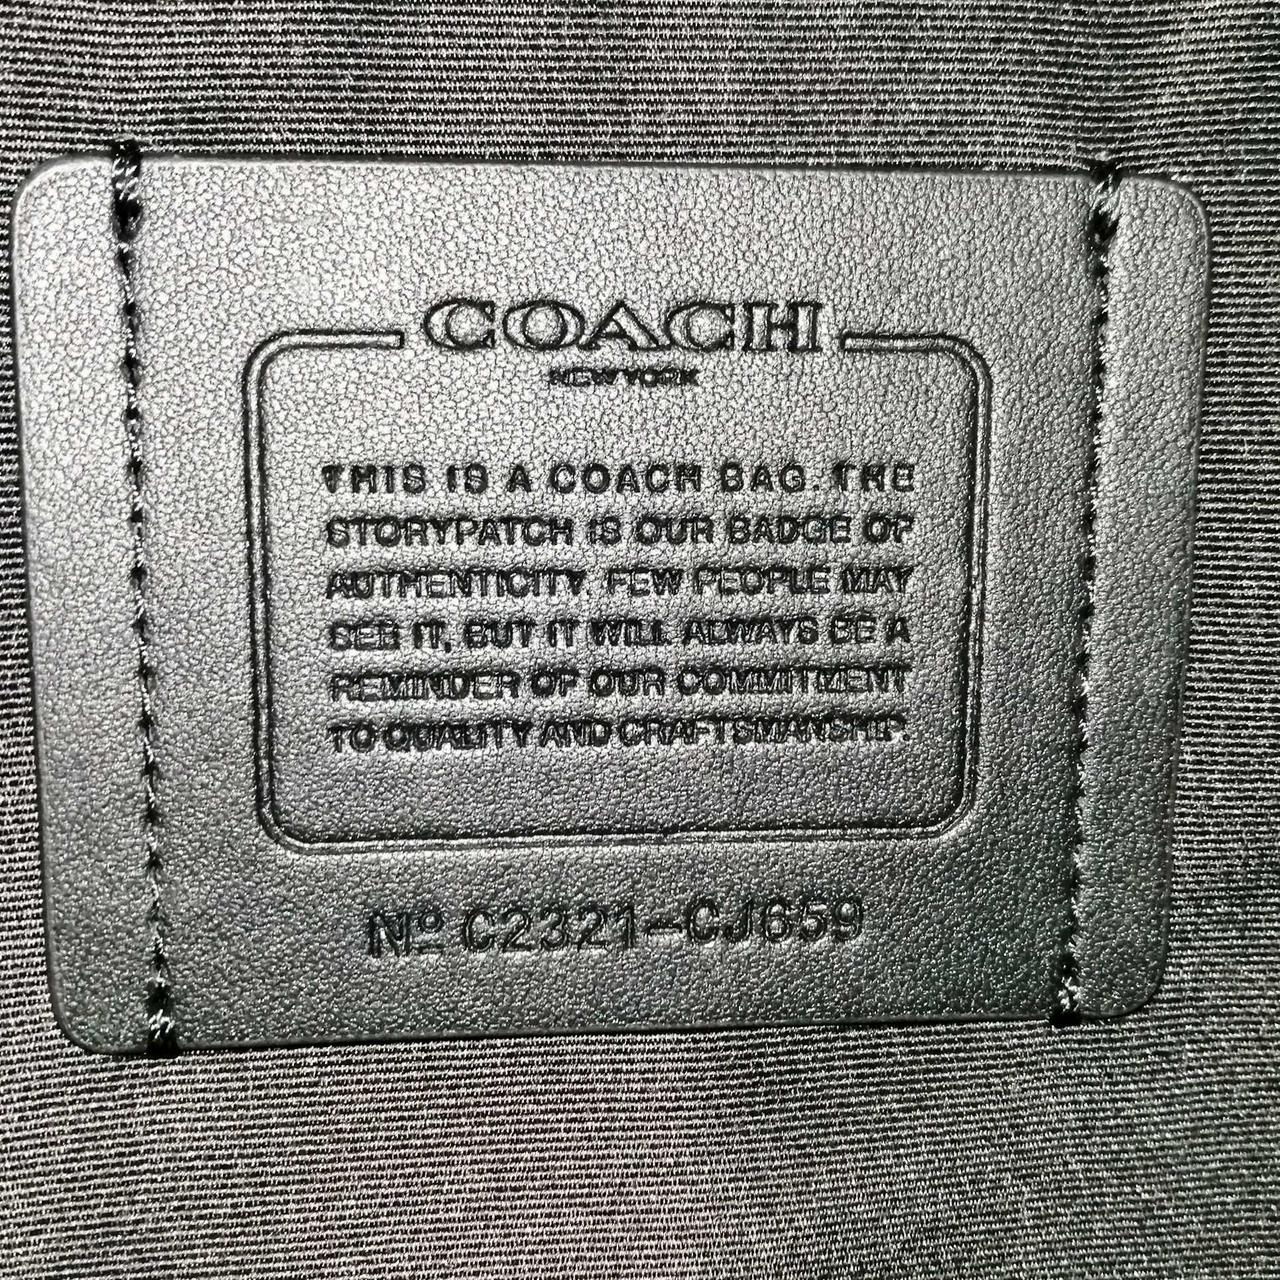 COACH
NEW YORK
THIS IS A COACH BAG. THE
STORYPATCH IS OUR BADGE OF
AUTHENTICITY. FEW PEOPLE MAY
SEE IT, BUT IT WILL ALWAYS BE A
REMINDER OF OUR COMMITMENT
TO QUALITY AND CRAFTSMANSHIP.
Nº C2321-CJ659